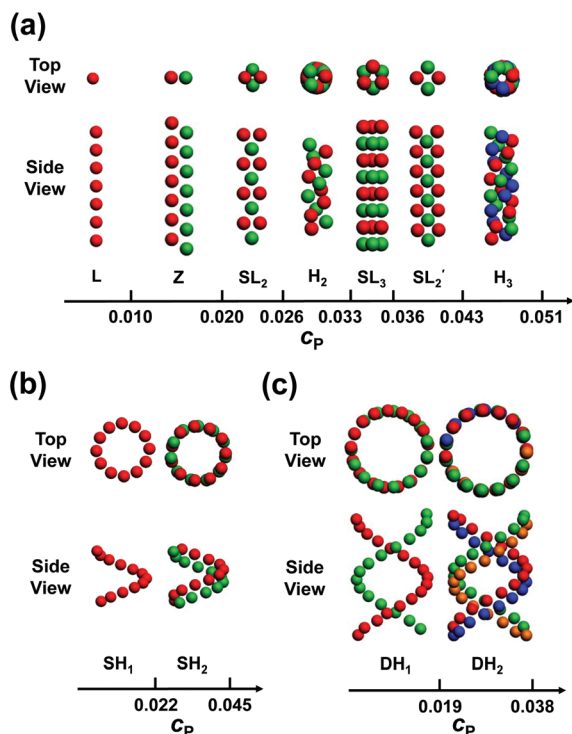 (a)
Top
View
Side
View
L Z SL₂ H₂ SL₃ SL₂′ H₃
0.010 0.020 0.026 0.033 0.036 0.043 0.051
cP
(b)
Top
View
Side
View
SH₁ SH₂
0.022 0.045
cP
(c)
Top
View
Side
View
DH₁ DH₂
0.019 0.038
cP